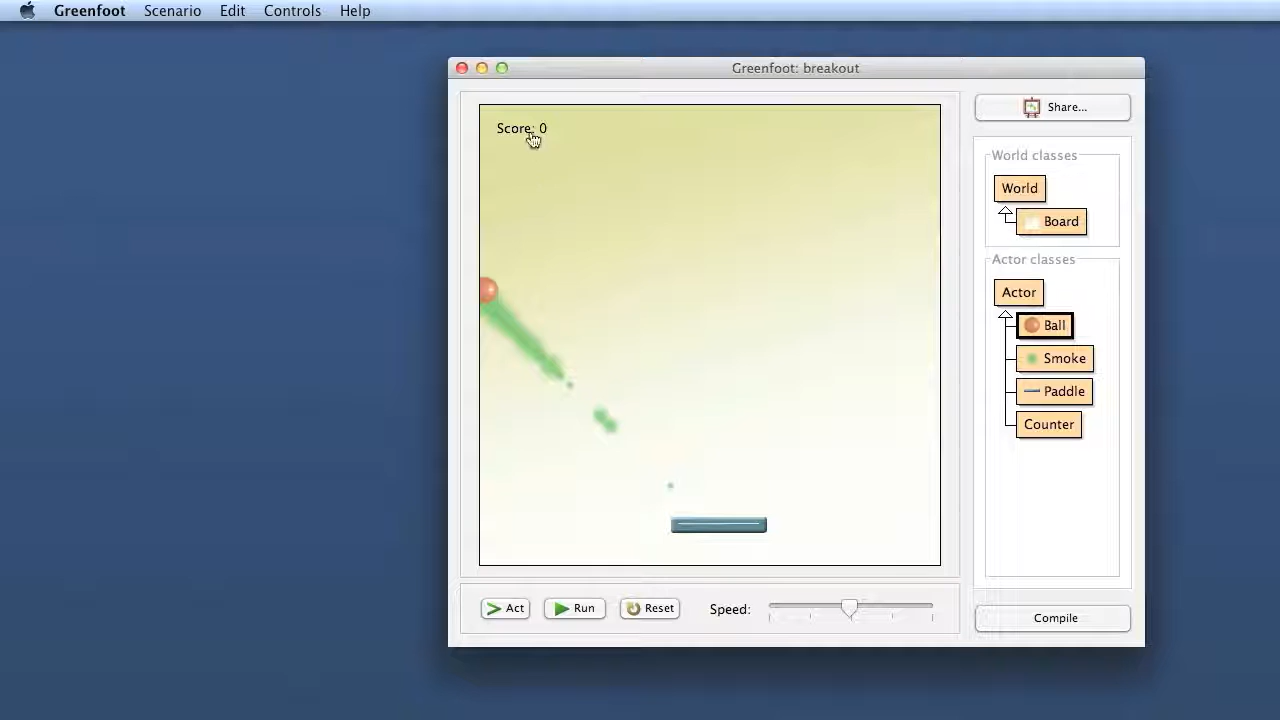 Greenfoot Scenario Edit Controls Help
Greenfoot: breakout
Score: 0
Share...
World classes
World
Board
Actor classes
Actor
Ball
Smoke
Paddle
Counter
Act Run Reset Speed:
Compile